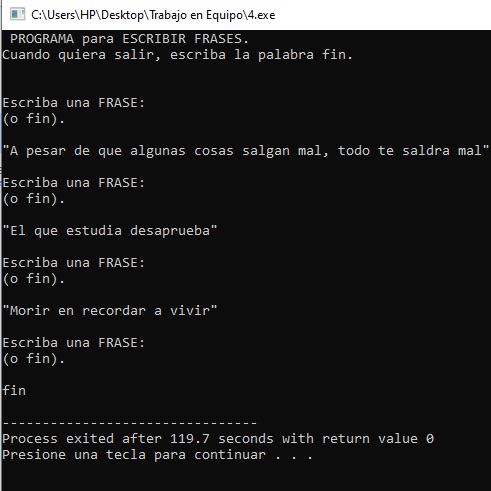 C:\Users\HP\Desktop\Trabajo en Equipo\4.exe
PROGRAMA para ESCRIBIR FRASES.
Cuando quiera salir, escriba la palabra fin.
Escriba una FRASE:
(o fin).
"A pesar de que algunas cosas salgan mal, todo te saldra mal"
Escriba una FRASE:
(o fin).
"El que estudia desaprueba"
Escriba una FRASE:
(o fin).
"Morir en recordar a vivir"
Escriba una FRASE:
(o fin).
fin
--------------------------------
Process exited after 119.7 seconds with return value 0
Presione una tecla para continuar . . .